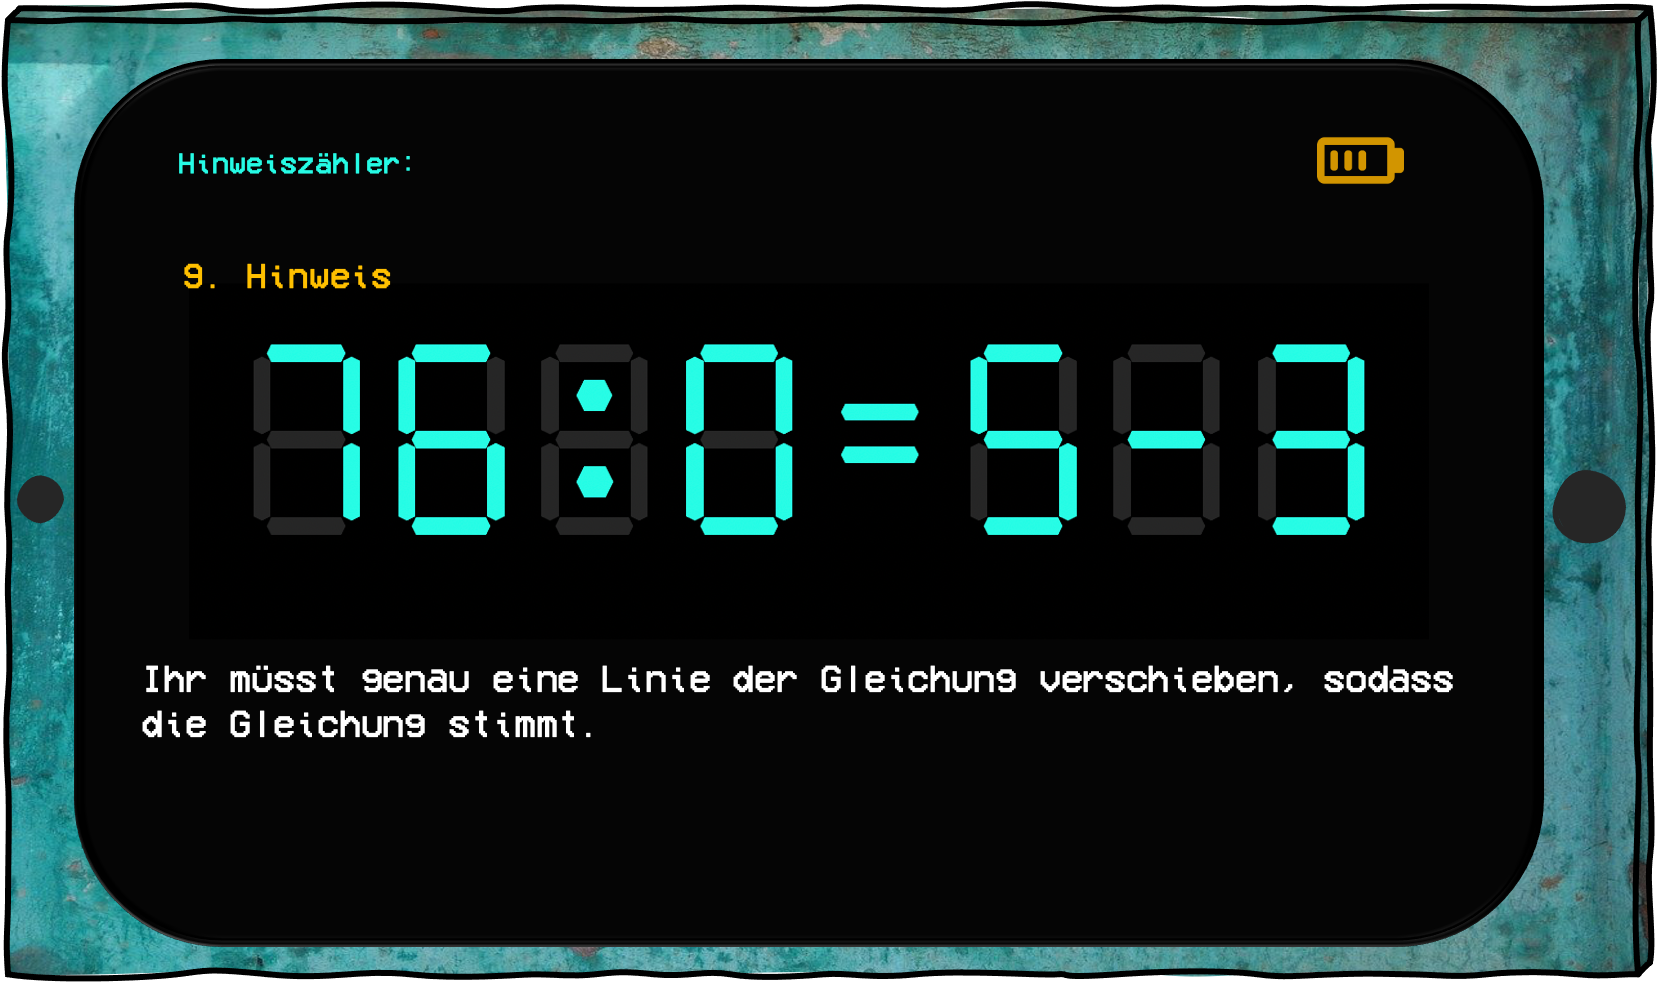 Hinweiszähler:
9. Hinweis
76:0=5-3
Ihr müsst genau eine Linie der Gleichung verschieben, sodass
die Gleichung stimmt.